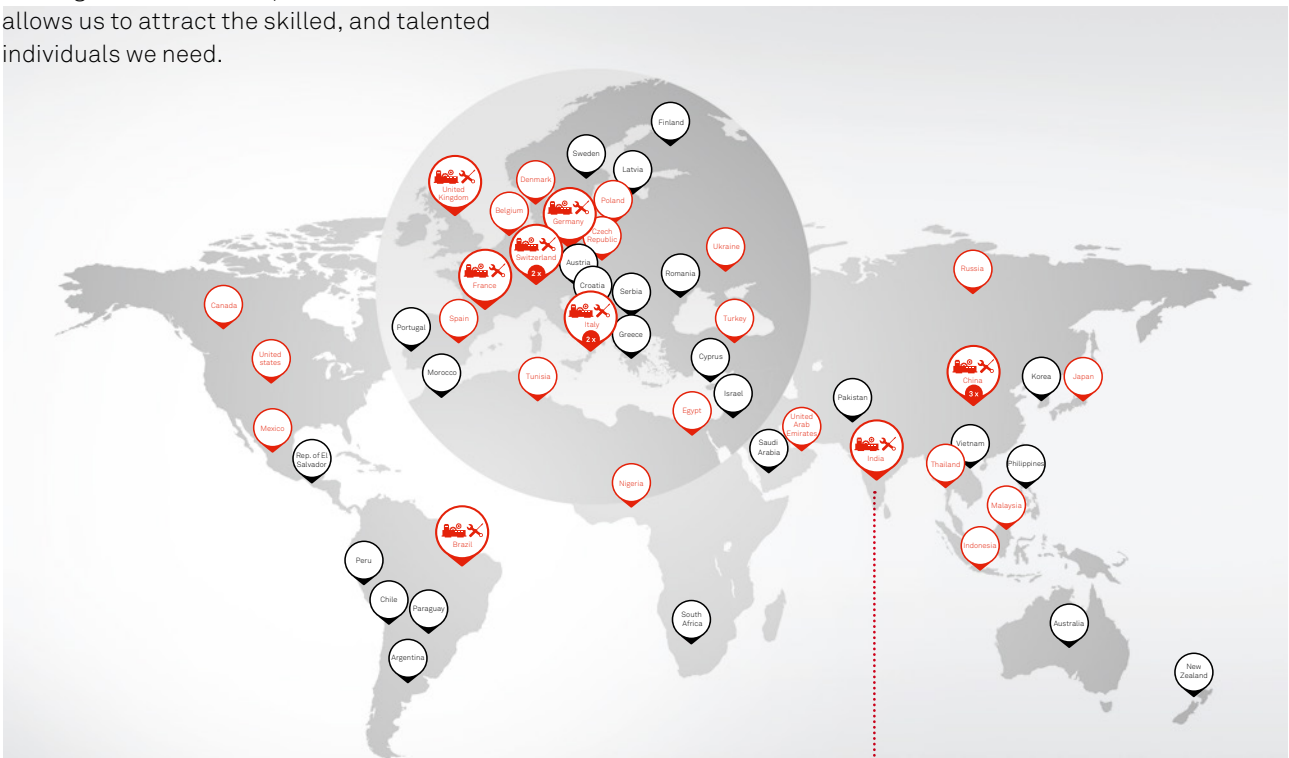 allows us to attract the skilled, and talented
individuals we need.
Finland
Sweden
Latvia
Denmark
United
Kingdom
Poland
Belgium
Germany
Czech
Republic
Ukraine
Switzerland
2 x
Austria
Russia
Romania
France
Croatia
Serbia
Canada
Spain
Italy
2 x
Turkey
Portugal
Greece
United
states
Cyprus
Morocco
Tunisia
China
3 x
Korea
Japan
Israel
Pakistan
Egypt
United
Arab
Emirates
Mexico
Saudi
Arabia
Vietnam
Rep. of El
Salvador
India
Thailand
Philippines
Nigeria
Malaysia
Brazil
Indonesia
Peru
Chile
Paraguay
South
Africa
Australia
Argentina
New
Zealand